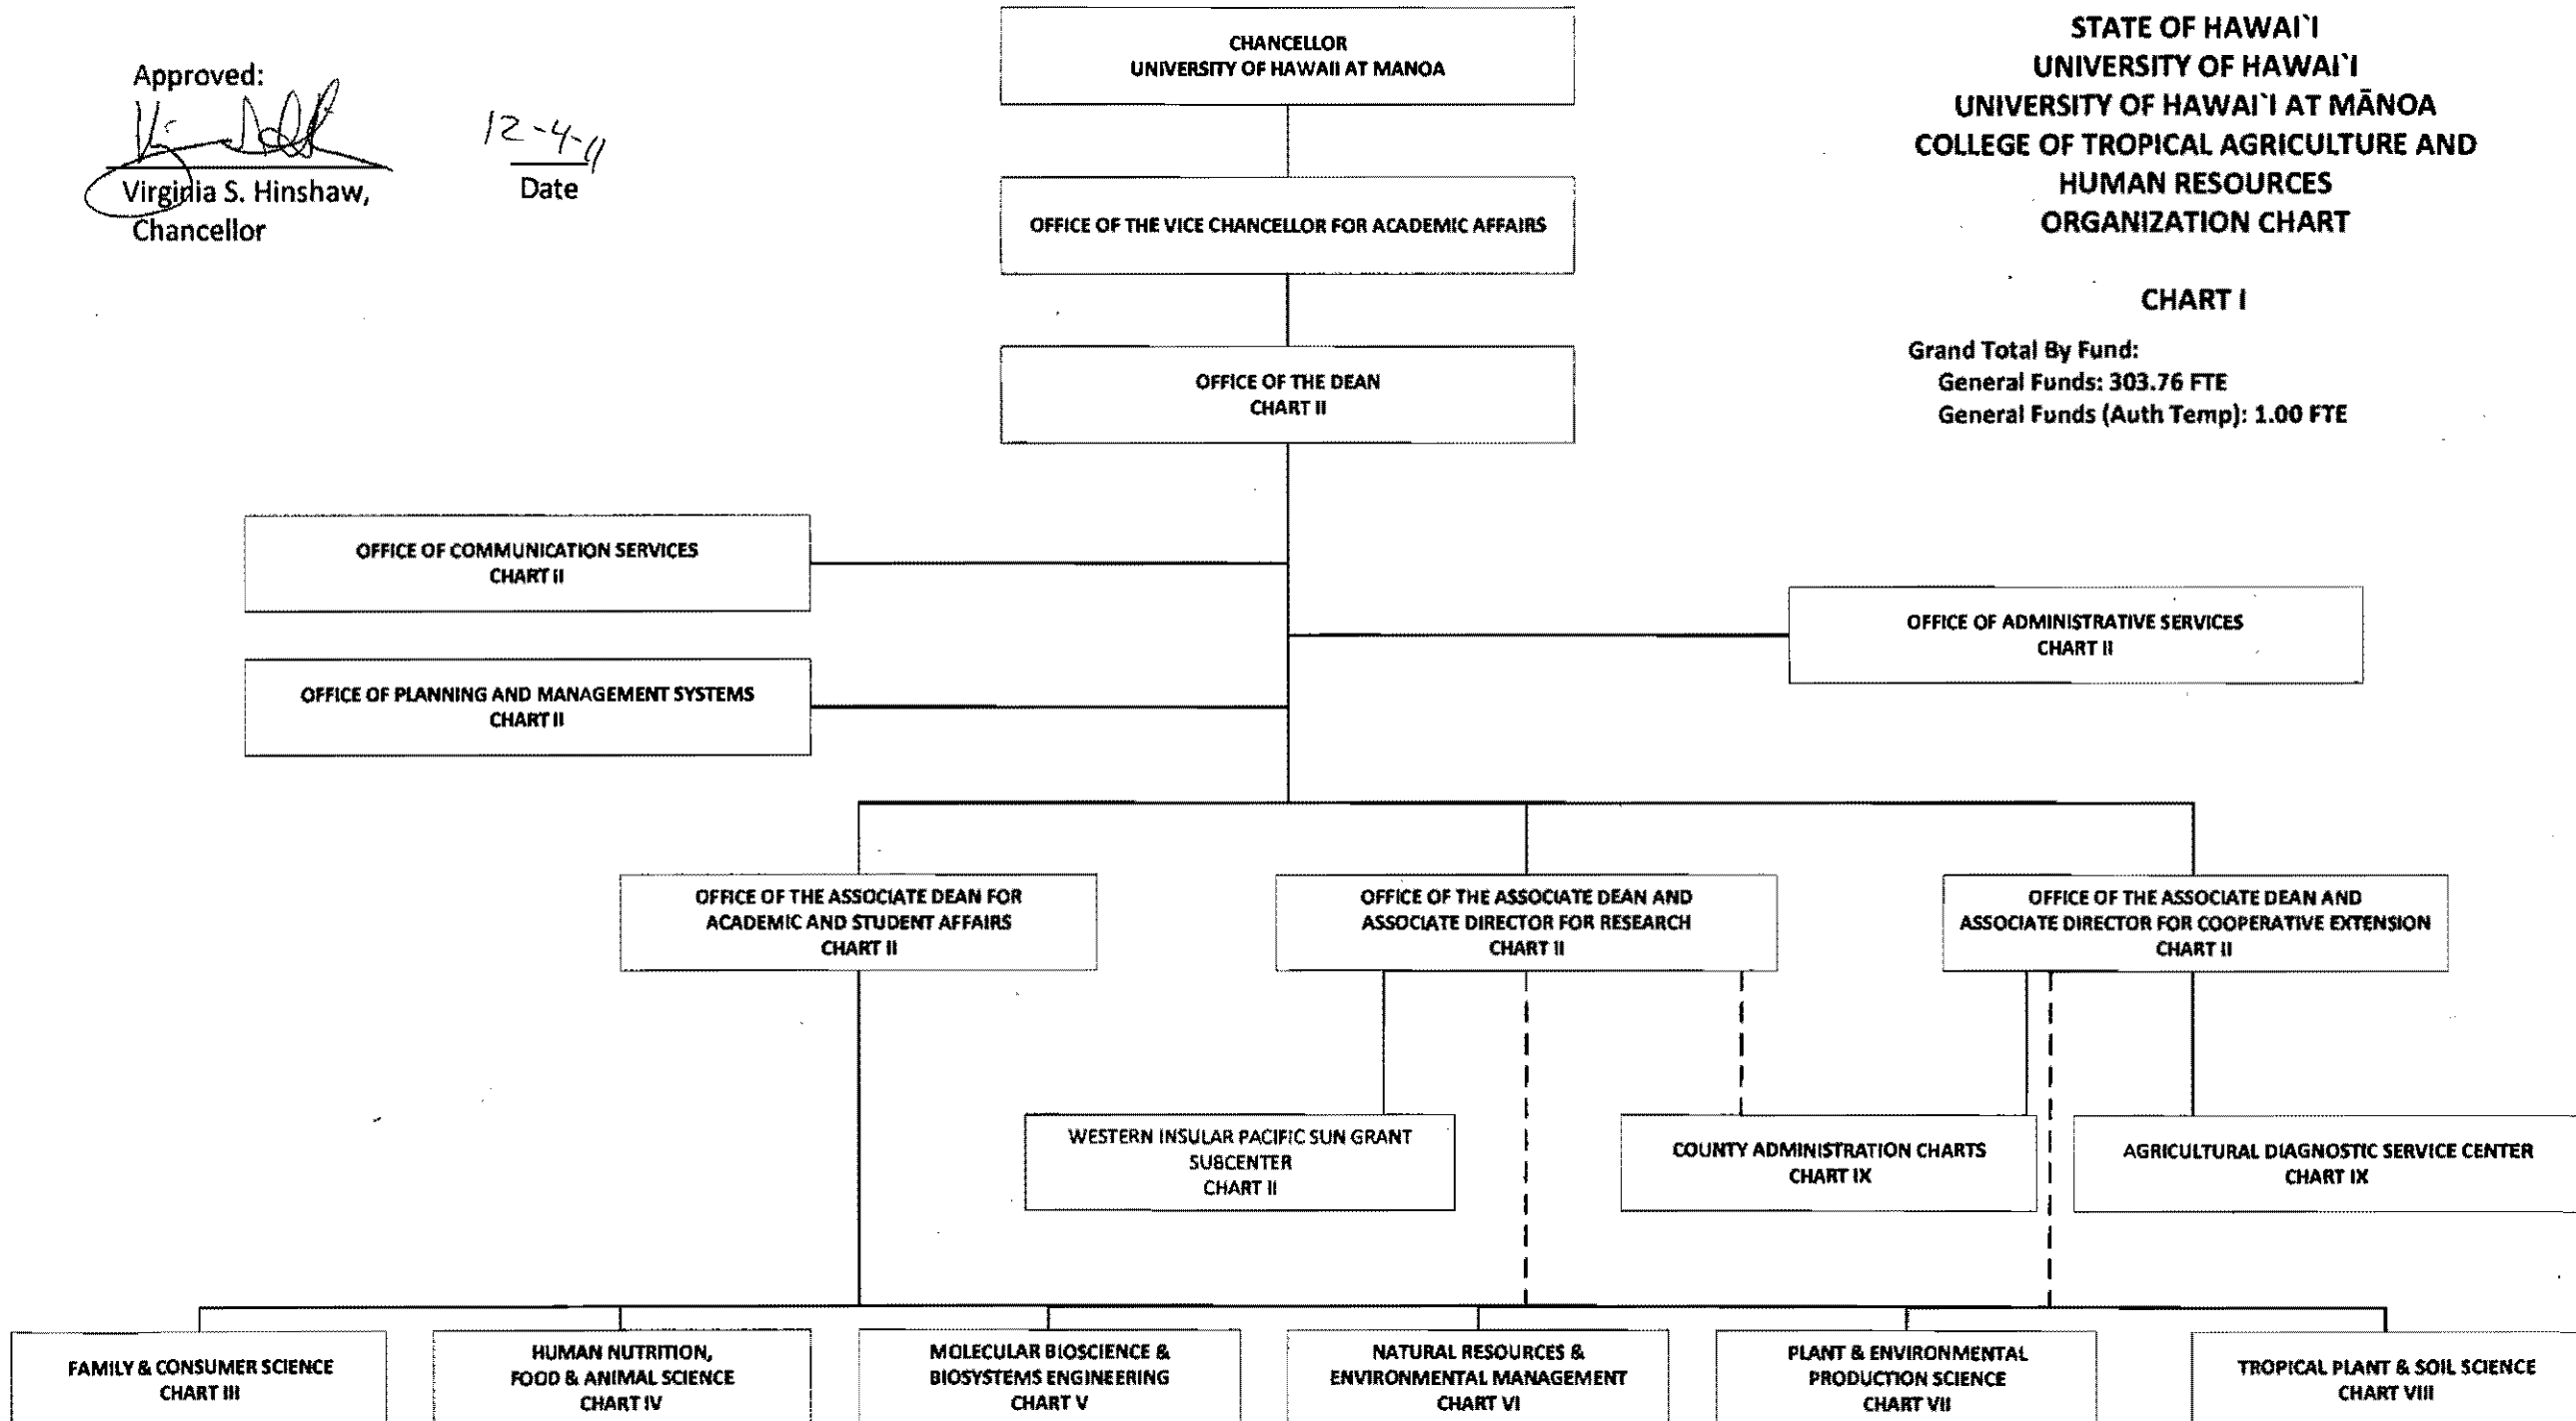 Approved:
12-4-11
Virginia S. Hinshaw,
Chancellor
Date
CHANCELLOR
UNIVERSITY OF HAWAII AT MANOA
STATE OF HAWAI`I
UNIVERSITY OF HAWAI`I
UNIVERSITY OF HAWAI`I AT MĀNOA
COLLEGE OF TROPICAL AGRICULTURE AND
HUMAN RESOURCES
ORGANIZATION CHART
CHART I
Grand Total By Fund:
General Funds: 303.76 FTE
General Funds (Auth Temp): 1.00 FTE
OFFICE OF THE VICE CHANCELLOR FOR ACADEMIC AFFAIRS
OFFICE OF THE DEAN
CHART II
OFFICE OF COMMUNICATION SERVICES
CHART II
OFFICE OF ADMINISTRATIVE SERVICES
CHART II
OFFICE OF PLANNING AND MANAGEMENT SYSTEMS
CHART II
OFFICE OF THE ASSOCIATE DEAN FOR
ACADEMIC AND STUDENT AFFAIRS
CHART II
OFFICE OF THE ASSOCIATE DEAN AND
ASSOCIATE DIRECTOR FOR RESEARCH
CHART II
OFFICE OF THE ASSOCIATE DEAN AND
ASSOCIATE DIRECTOR FOR COOPERATIVE EXTENSION
CHART II
WESTERN INSULAR PACIFIC SUN GRANT
SUBCENTER
CHART II
COUNTY ADMINISTRATION CHARTS
CHART IX
AGRICULTURAL DIAGNOSTIC SERVICE CENTER
CHART IX
FAMILY & CONSUMER SCIENCE
CHART III
HUMAN NUTRITION,
FOOD & ANIMAL SCIENCE
CHART IV
MOLECULAR BIOSCIENCE &
BIOSYSTEMS ENGINEERING
CHART V
NATURAL RESOURCES &
ENVIRONMENTAL MANAGEMENT
CHART VI
PLANT & ENVIRONMENTAL
PRODUCTION SCIENCE
CHART VII
TROPICAL PLANT & SOIL SCIENCE
CHART VIII